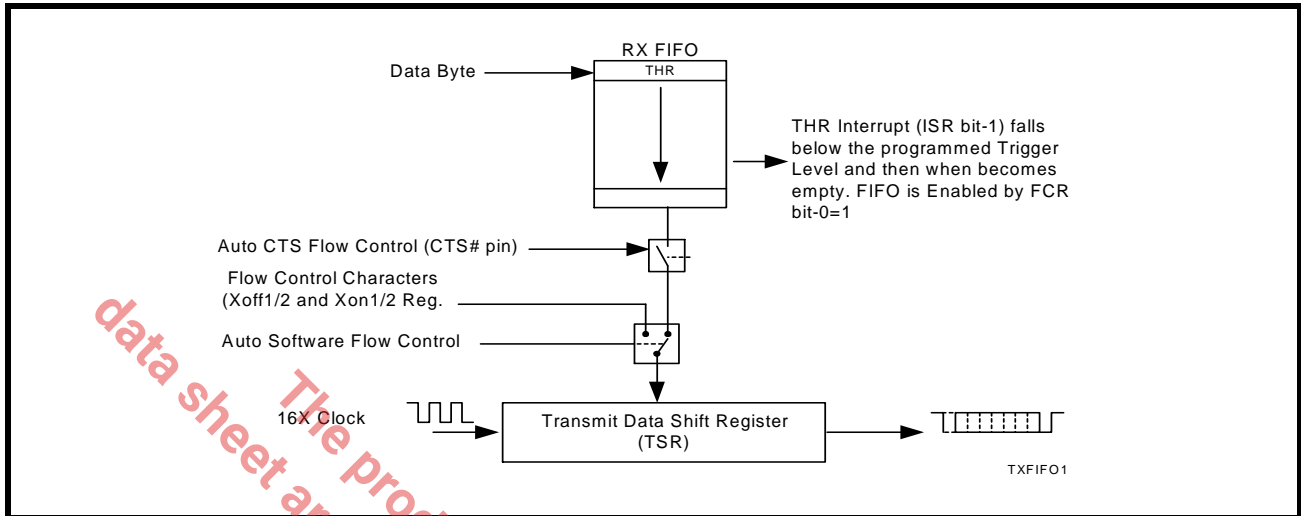 RX FIFO
THR
Data Byte
THR Interrupt (ISR bit-1) falls
below the programmed Trigger
Level and then when becomes
empty. FIFO is Enabled by FCR
bit-0=1
Auto CTS Flow Control (CTS# pin)
Flow Control Characters
(Xoff1/2 and Xon1/2 Reg.
Auto Software Flow Control
16X Clock
Transmit Data Shift Register
(TSR)
TXFIFO1
The prod
data sheet an